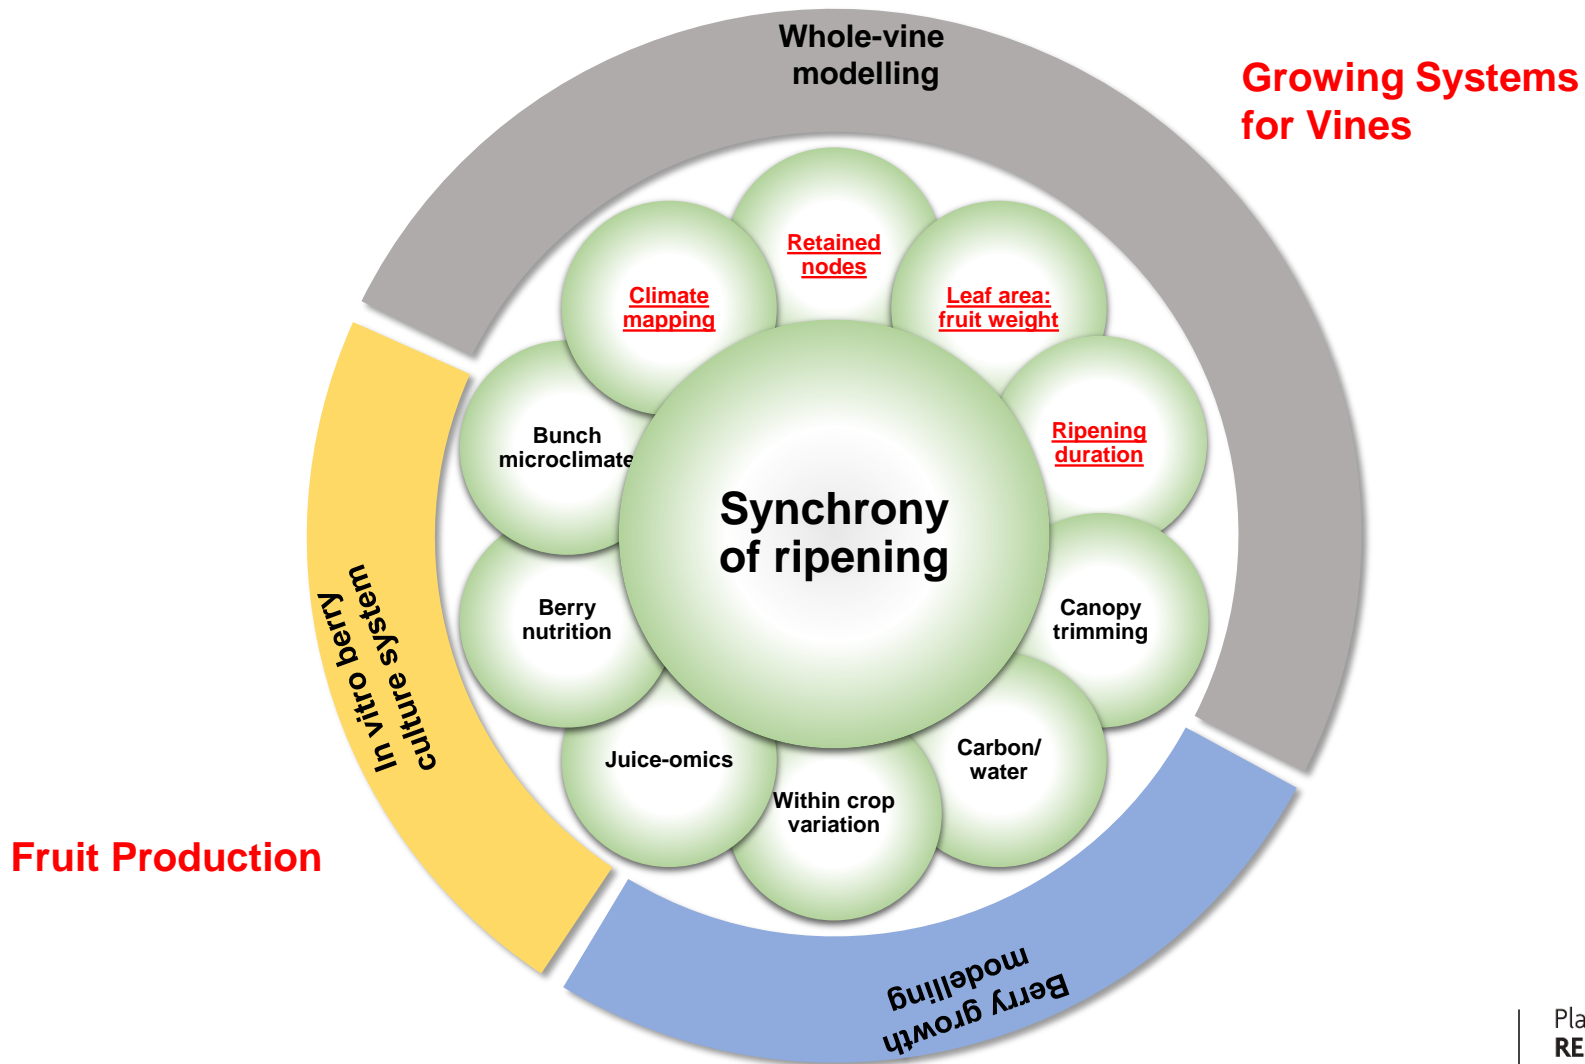 Whole-vine
modelling
Growing Systems
for Vines
Retained
nodes
Climate
mapping
Leaf area:
fruit weight
Ripening
duration
Bunch
microclimate
Synchrony
of ripening
Berry
nutrition
Canopy
trimming
In vitro berry
culture system
Juice-omics
Carbon/
water
Within crop
variation
Fruit Production
Berry growth
modelling
Pla
RE